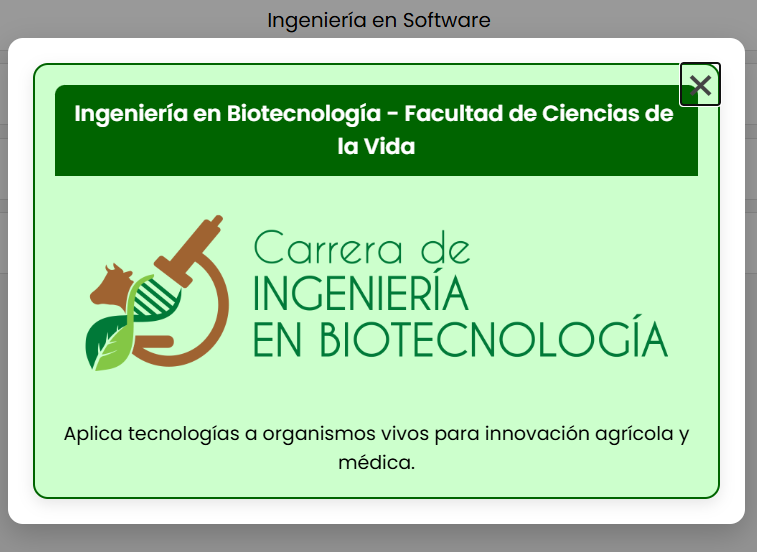 Ingeniería en Software
Ingeniería en Biotecnología - Facultad de Ciencias de
la Vida
Carrera de
INGENIERÍA
EN BIOTECNOLOGÍA
Aplica tecnologías a organismos vivos para innovación agrícola y
médica.